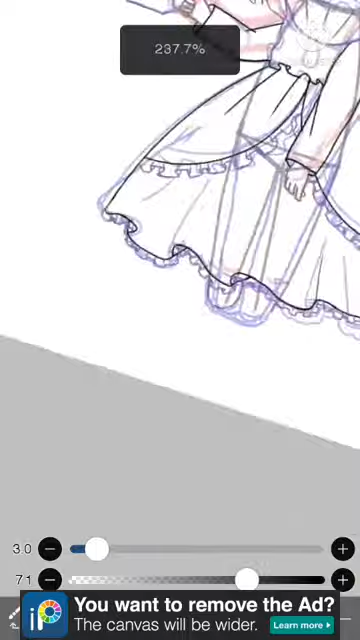 237.7%
3.0
71
You want to remove the Ad?
The canvas will be wider.
Learn more